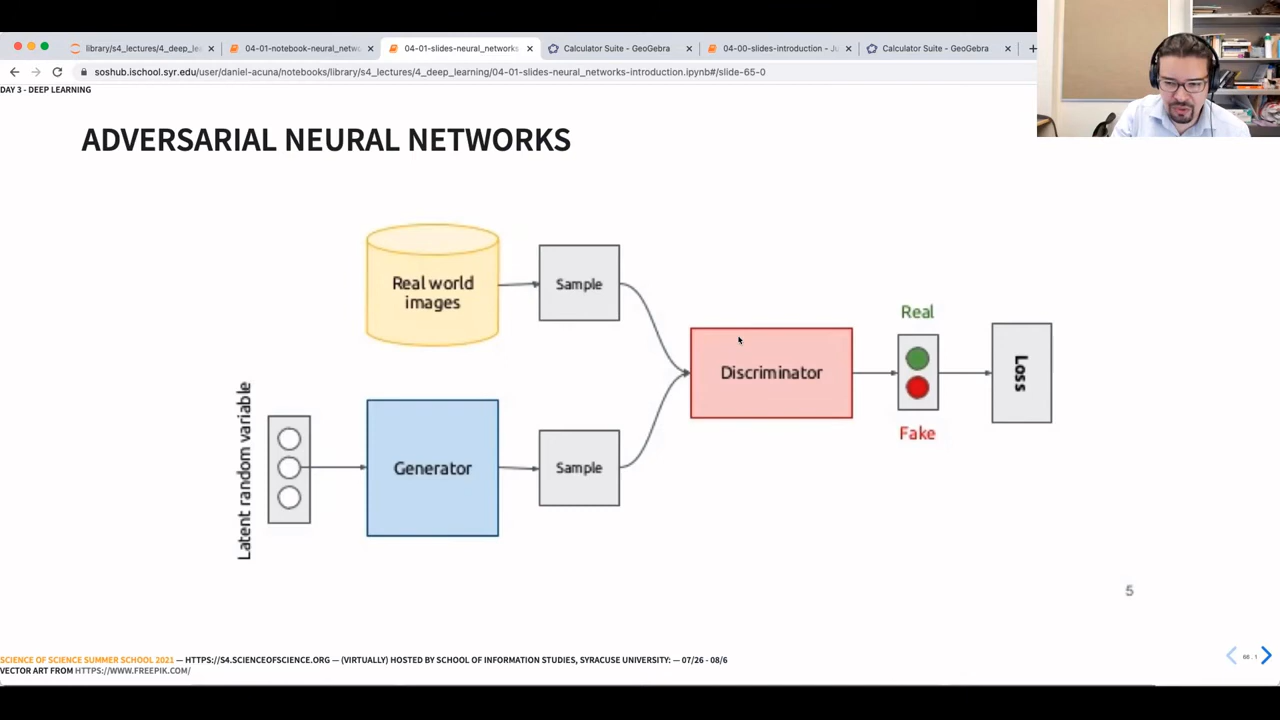 library/s4_lectures/4_deep_le
04-01-notebook-neural_netwo
04-01-slides-neural_networks
Calculator Suite - GeoGebra
04-00-slides-introduction - Ju
Calculator Suite - GeoGebra
soshub.ischool.syr.edu/user/daniel-acuna/notebooks/library/s4_lectures/4_deep_learning/04-01-slides-neural_networks-introduction.ipynb#/slide-65-0
DAY 3 - DEEP LEARNING
ADVERSARIAL NEURAL NETWORKS
Real world
images
Sample
Latent random variable
Generator
Sample
Discriminator
Real
Fake
Loss
5
SCIENCE OF SCIENCE SUMMER SCHOOL 2021 — HTTPS://S4.SCIENCEOFSCIENCE.ORG — (VIRTUALLY) HOSTED BY SCHOOL OF INFORMATION STUDIES, SYRACUSE UNIVERSITY: — 07/26 - 08/6
VECTOR ART FROM HTTPS://WWW.FREEPIK.COM/
66 . 1